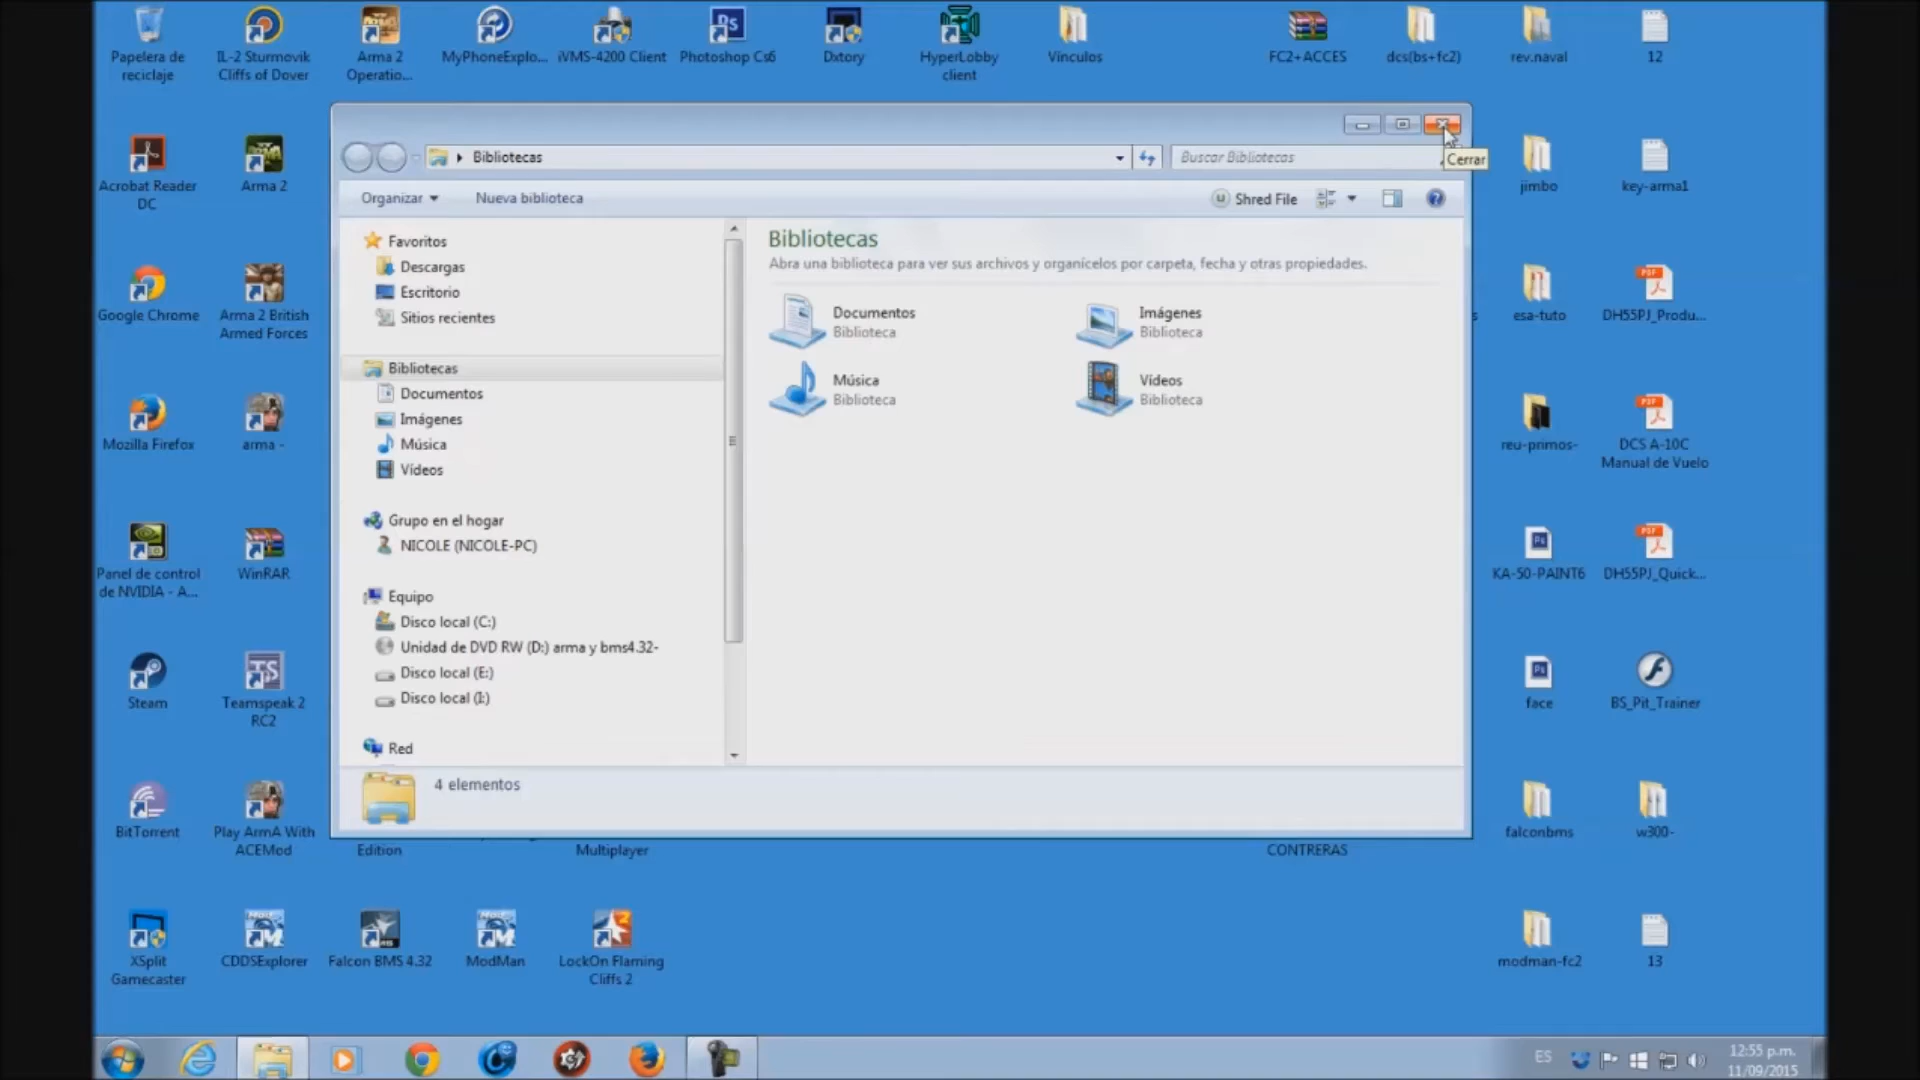 Papelera de
reciclaje
IL-2 Sturmovik
Cliffs of Dover
Arma 2
Operatio...
MyPhoneExplo...
iVMS-4200 Client
Photoshop Cs6
Dxtory
HyperLobby
client
Vínculos
FC2+ACCES
dcs(bs+fc2)
rev.naval
12
Acrobat Reader
DC
Arma 2
jimbo
key-arma1
Google Chrome
Arma 2 British
Armed Forces
esa-tuto
DH55PJ_Produ...
Mozilla Firefox
arma -
reu-primos-
DCS A-10C
Manual de Vuelo
Panel de control
de NVIDIA - A...
WinRAR
KA-50-PAINT6
DH55PJ_Quick...
Steam
Teamspeak 2
RC2
face
BS_Pit_Trainer
BitTorrent
Play ArmA With
ACEMod
Edition
Multiplayer
CONTRERAS
falconbms
w300-
XSplit
Gamecaster
CDDSExplorer
Falcon BMS 4.32
ModMan
LockOn Flaming
Cliffs 2
modman-fc2
13
Cerrar
Bibliotecas
Buscar Bibliotecas
Organizar
Nueva biblioteca
Shred File
Favoritos
Descargas
Escritorio
Sitios recientes
Bibliotecas
Documentos
Imágenes
Música
Vídeos
Grupo en el hogar
NICOLE (NICOLE-PC)
Equipo
Disco local (C:)
Unidad de DVD RW (D:) arma y bms4.32-
Disco local (E:)
Disco local (I:)
Red
Bibliotecas
Abra una biblioteca para ver sus archivos y organícelos por carpeta, fecha y otras propiedades.
Documentos
Biblioteca
Imágenes
Biblioteca
Música
Biblioteca
Vídeos
Biblioteca
4 elementos
ES
12:55 p.m.
11/09/2015